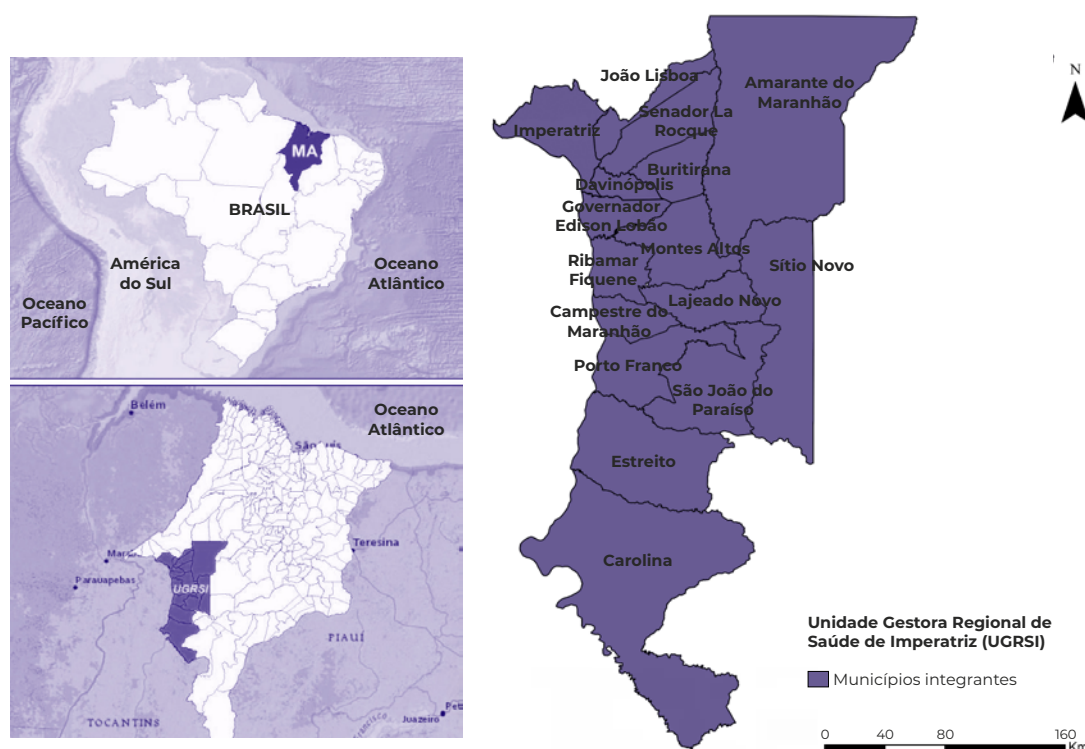 MA
BRASIL
América
do Sul
Oceano
Atlântico
Oceano
Pacífico
Belém
Oceano
Atlântico
São Luís
Teresina
Parauapebas
UGRSI
PIAUÍ
TOCANTINS
Juazeiro
João Lisboa
Amarante do
Maranhão
Imperatriz
Senador La
Rocque
Buritirana
Davinópolis
Governador
Edison Lobão
Montes Altos
Ribamar
Fiquene
Sítio Novo
Lajeado Novo
Campestre do
Maranhão
Porto Franco
São João do
Paraíso
Estreito
Carolina
N
Unidade Gestora Regional de
Saúde de Imperatriz (UGRSI)
Municípios integrantes
0 40 80 160
Km